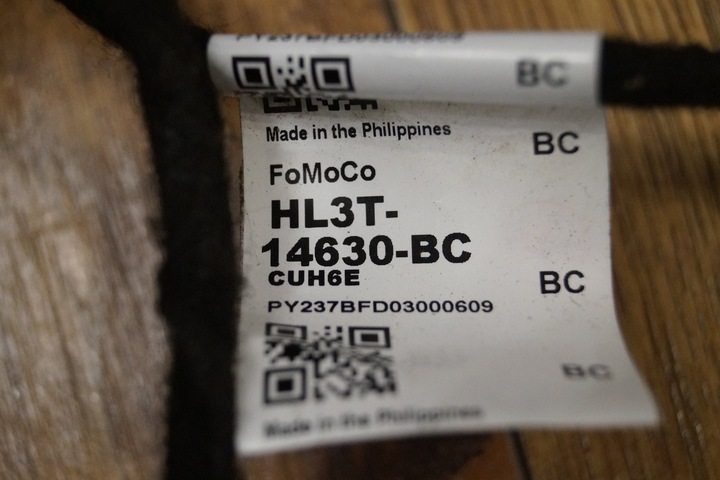 BC
Made in the Philippines
BC
FoMoCo
HL3T-
14630-BC
CUH6E
BC
PY237BFD03000609
BC
Made in the Philippines